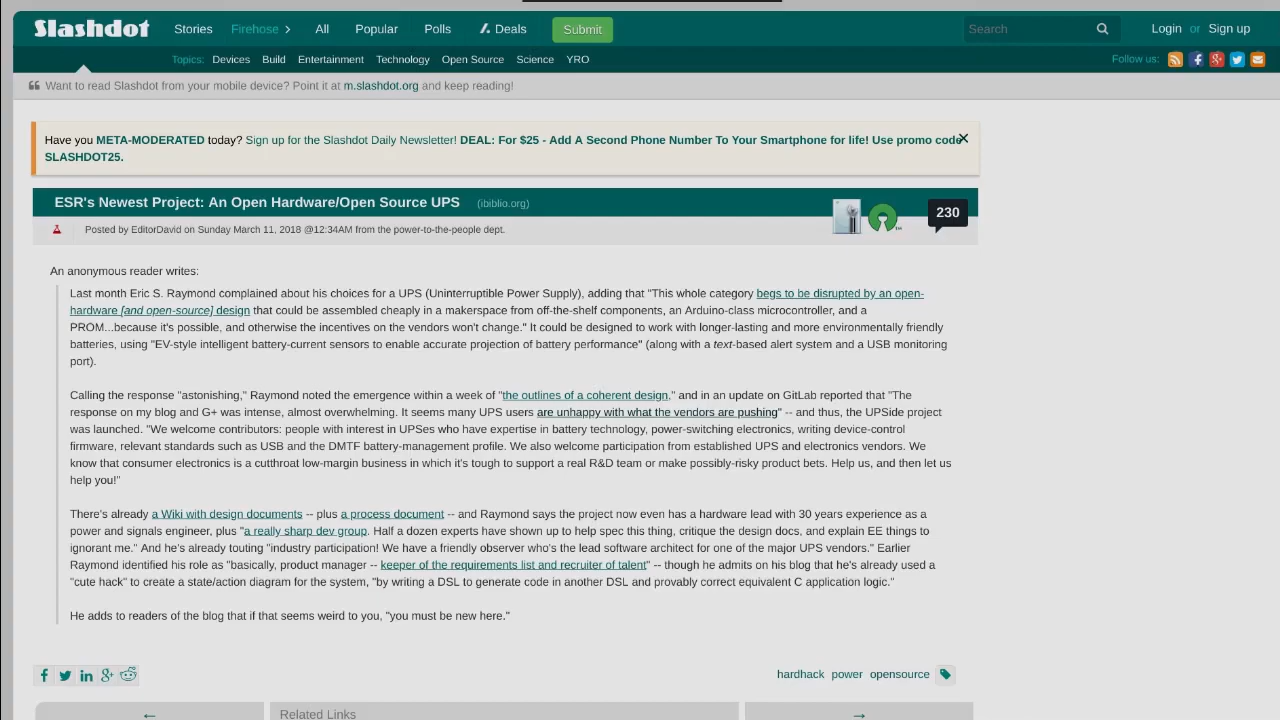 Slashdot Stories Firehose All Popular Polls Deals Submit Search Login or Sign up
Topics: Devices Build Entertainment Technology Open Source Science YRO Follow us:
Want to read Slashdot from your mobile device? Point it at m.slashdot.org and keep reading!
Have you META-MODERATED today? Sign up for the Slashdot Daily Newsletter! DEAL: For $25 - Add A Second Phone Number To Your Smartphone for life! Use promo code
SLASHDOT25.
ESR's Newest Project: An Open Hardware/Open Source UPS (ibiblio.org) 230
Posted by EditorDavid on Sunday March 11, 2018 @12:34AM from the power-to-the-people dept.
An anonymous reader writes:
Last month Eric S. Raymond complained about his choices for a UPS (Uninterruptible Power Supply), adding that "This whole category begs to be disrupted by an open-
hardware [and open-source] design that could be assembled cheaply in a makerspace from off-the-shelf components, an Arduino-class microcontroller, and a
PROM...because it's possible, and otherwise the incentives on the vendors won't change." It could be designed to work with longer-lasting and more environmentally friendly
batteries, using "EV-style intelligent battery-current sensors to enable accurate projection of battery performance" (along with a text-based alert system and a USB monitoring
port).
Calling the response "astonishing," Raymond noted the emergence within a week of "the outlines of a coherent design," and in an update on GitLab reported that "The
response on my blog and G+ was intense, almost overwhelming. It seems many UPS users are unhappy with what the vendors are pushing" -- and thus, the UPSide project
was launched. "We welcome contributors: people with interest in UPSes who have expertise in battery technology, power-switching electronics, writing device-control
firmware, relevant standards such as USB and the DMTF battery-management profile. We also welcome participation from established UPS and electronics vendors. We
know that consumer electronics is a cutthroat low-margin business in which it's tough to support a real R&D team or make possibly-risky product bets. Help us, and then let us
help you!"
There's already a Wiki with design documents -- plus a process document -- and Raymond says the project now even has a hardware lead with 30 years experience as a
power and signals engineer, plus "a really sharp dev group. Half a dozen experts have shown up to help spec this thing, critique the design docs, and explain EE things to
ignorant me." And he's already touting "industry participation! We have a friendly observer who's the lead software architect for one of the major UPS vendors." Earlier
Raymond identified his role as "basically, product manager -- keeper of the requirements list and recruiter of talent" -- though he admits on his blog that he's already used a
"cute hack" to create a state/action diagram for the system, "by writing a DSL to generate code in another DSL and provably correct equivalent C application logic."
He adds to readers of the blog that if that seems weird to you, "you must be new here."
hardhack power opensource
← Related Links →